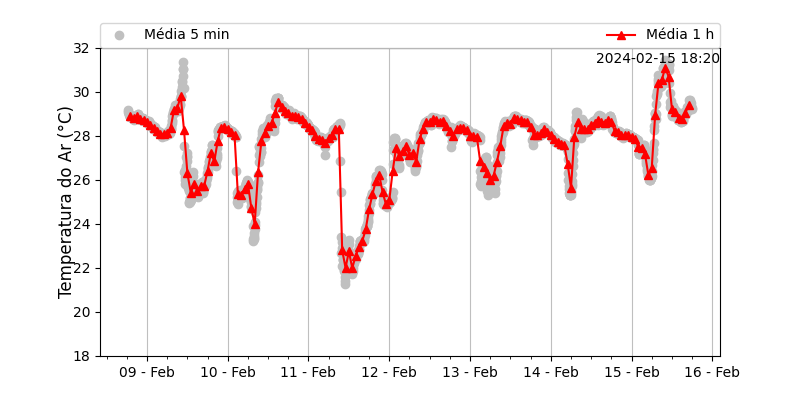 Média 5 min
Média 1 h
2024-02-15 18:20
Temperatura do Ar (°C)
32
30
28
26
24
22
20
18
09 - Feb
10 - Feb
11 - Feb
12 - Feb
13 - Feb
14 - Feb
15 - Feb
16 - Feb